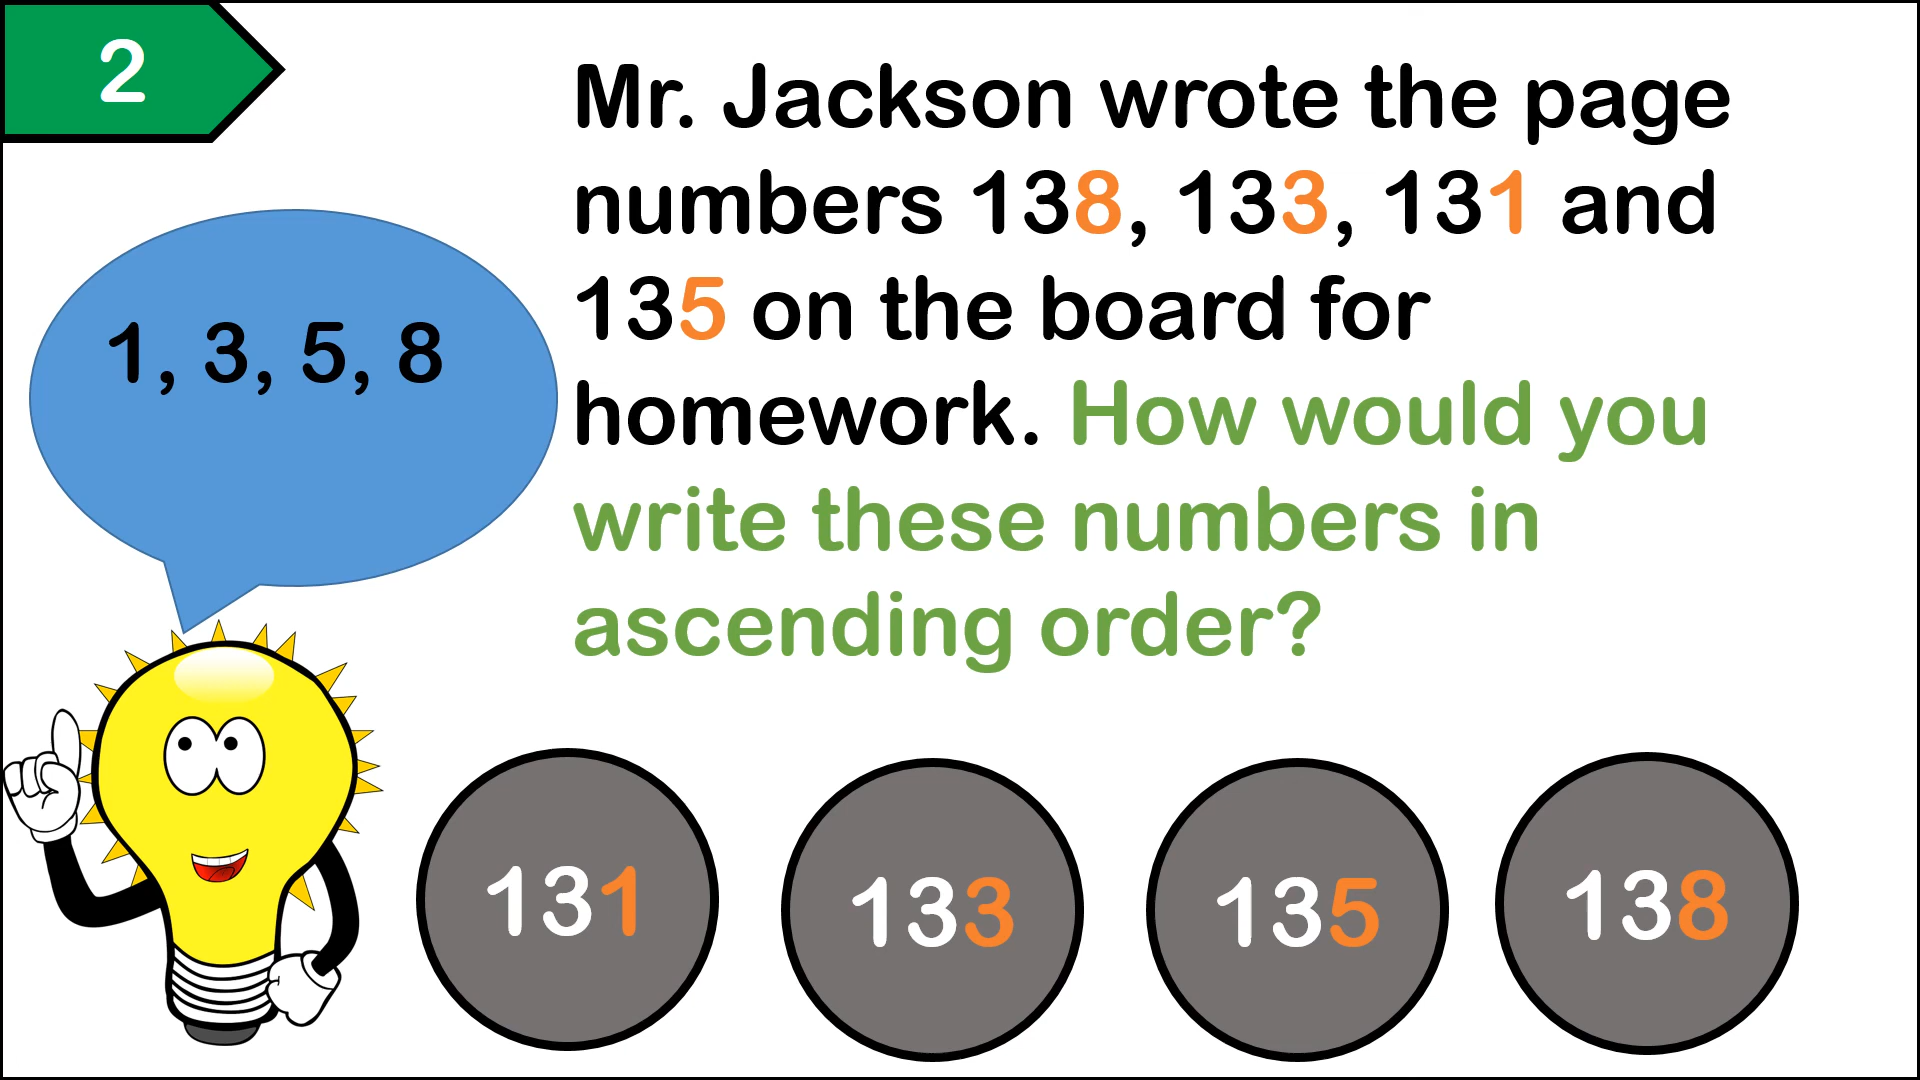 2
Mr. Jackson wrote the page
numbers 138, 133, 131 and
135 on the board for
homework. How would you
write these numbers in
ascending order?
1, 3, 5, 8
131 133 135 138